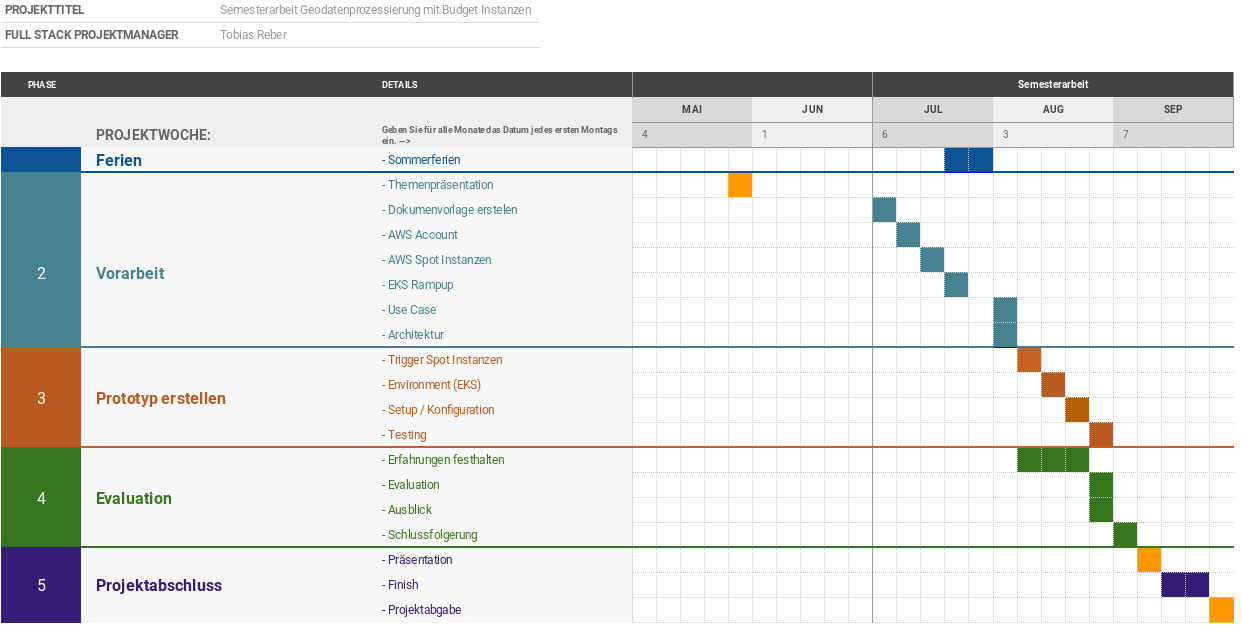 PROJEKTTITEL Semesterarbeit Geodatenprozessierung mit Budget Instanzen
FULL STACK PROJEKTMANAGER Tobias Reber
PHASE DETAILS Semesterarbeit
MAI JUN JUL AUG SEP
PROJEKTWOCHE: Geben Sie für alle Monate das Datum jedes ersten Montags
ein. -->
4 1 6 3 7
Ferien - Sommerferien
- Themenpräsentation
- Dokumenvorlage erstelen
- AWS Account
- AWS Spot Instanzen
2 Vorarbeit
- EKS Rampup
- Use Case
- Architektur
- Trigger Spot Instanzen
- Environment (EKS)
3 Prototyp erstellen
- Setup / Konfiguration
- Testing
- Erfahrungen festhalten
- Evaluation
4 Evaluation
- Ausblick
- Schlussfolgerung
- Präsentation
5 Projektabschluss - Finish
- Projektabgabe